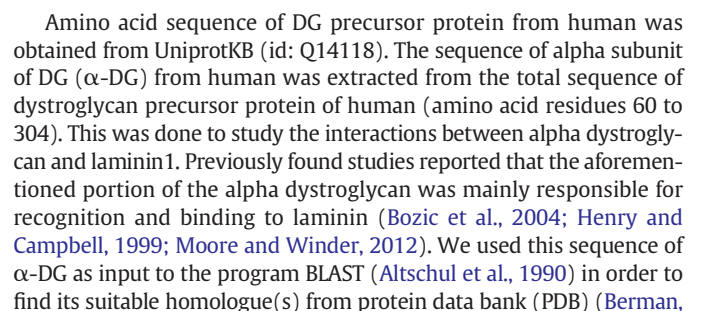 Amino acid sequence of DG precursor protein from human was
obtained from UniprotKB (id: Q14118). The sequence of alpha subunit
of DG (α-DG) from human was extracted from the total sequence of
dystroglycan precursor protein of human (amino acid residues 60 to
304). This was done to study the interactions between alpha dystrogly-
can and laminin1. Previously found studies reported that the aforemen-
tioned portion of the alpha dystroglycan was mainly responsible for
recognition and binding to laminin (Bozic et al., 2004; Henry and
Campbell, 1999; Moore and Winder, 2012). We used this sequence of
α-DG as input to the program BLAST (Altschul et al., 1990) in order to
find its suitable homologue(s) from protein data bank (PDB) (Berman,